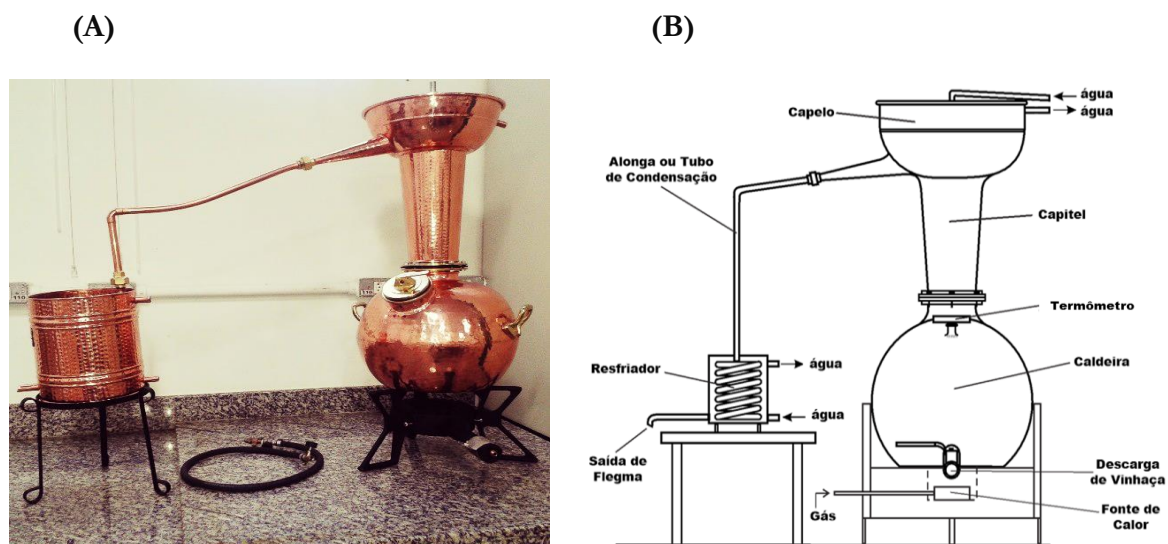 (A)
(B)
água
água
Capelo
Alonga ou Tubo
de Condensação
Capitel
Termômetro
água
Resfriador
Caldeira
água
Saída de
Flegma
Descarga
de Vinhaça
Gás
Fonte de
Calor